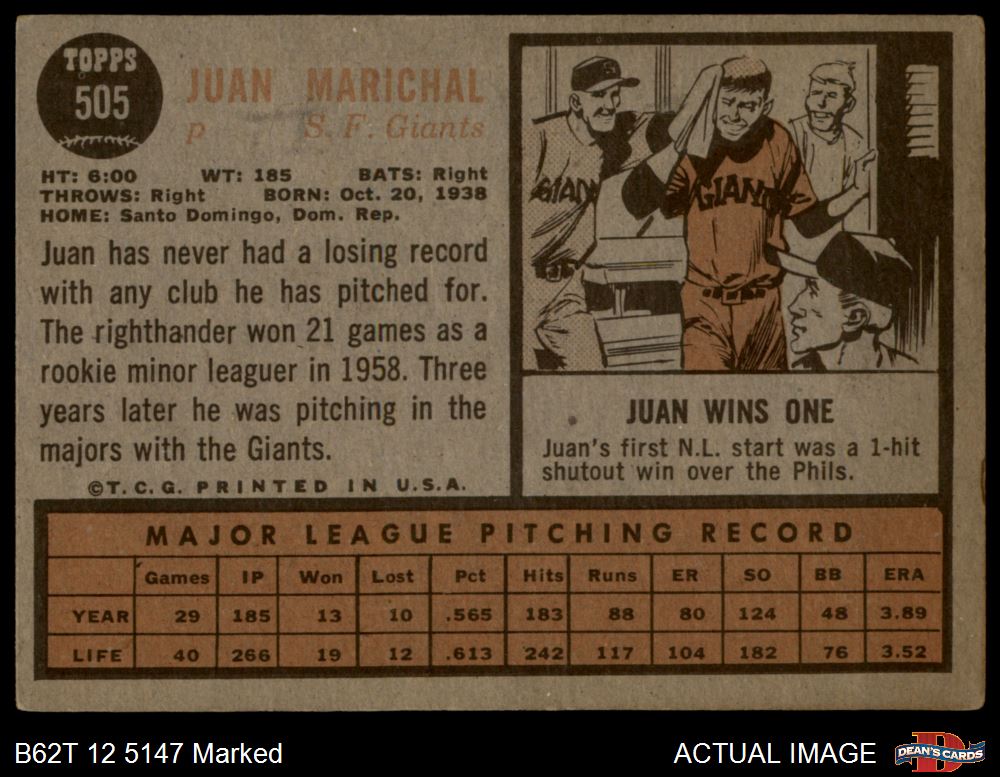 TOPPS
505
JUAN MARICHAL
p S. F. Giants
HT: 6:00 WT: 185 BATS: Right
THROWS: Right BORN: Oct. 20, 1938
HOME: Santo Domingo, Dom. Rep.
Juan has never had a losing record
with any club he has pitched for.
The righthander won 21 games as a
rookie minor leaguer in 1958. Three
years later he was pitching in the
majors with the Giants.
©T. C. G. PRINTED IN U.S.A.
GIAN
GIANTS
JUAN WINS ONE
Juan's first N.L. start was a 1-hit
shutout win over the Phils.
MAJOR LEAGUE PITCHING RECORD
Games IP Won Lost Pct Hits Runs ER SO BB ERA
YEAR 29 185 13 10 .565 183 88 80 124 48 3.89
LIFE 40 266 19 12 .613 242 117 104 182 76 3.52
B62T 12 5147 Marked
ACTUAL IMAGE
DEAN'S CARDS